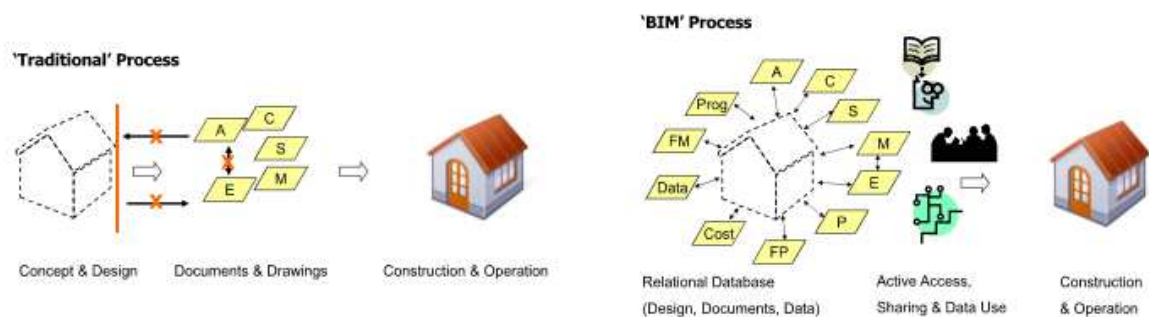 'Traditional' Process
A
C
S
E
M
Concept & Design
Documents & Drawings
Construction & Operation
'BIM' Process
A
C
Prog
S
FM
M
Data
E
Cost
P
FP
Relational Database
(Design, Documents, Data)
Active Access,
Sharing & Data Use
Construction
& Operation